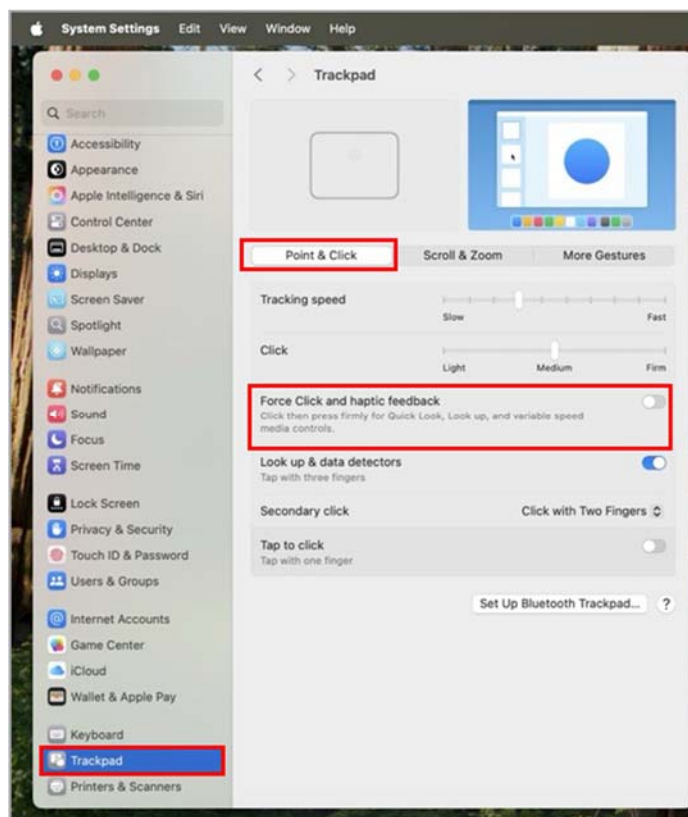 System Settings Edit View Window Help
Trackpad
Search
Accessibility
Appearance
Apple Intelligence & Siri
Control Center
Desktop & Dock
Displays
Screen Saver
Spotlight
Wallpaper
Notifications
Sound
Focus
Screen Time
Lock Screen
Privacy & Security
Touch ID & Password
Users & Groups
Internet Accounts
Game Center
iCloud
Wallet & Apple Pay
Keyboard
Trackpad
Printers & Scanners
Point & Click Scroll & Zoom More Gestures
Tracking speed
Slow Fast
Click
Light Medium Firm
Force Click and haptic feedback
Click then press firmly for Quick Look, Look up, and variable speed
media controls.
Look up & data detectors
Tap with three fingers
Secondary click Click with Two Fingers
Tap to click
Tap with one finger
Set Up Bluetooth Trackpad... ?